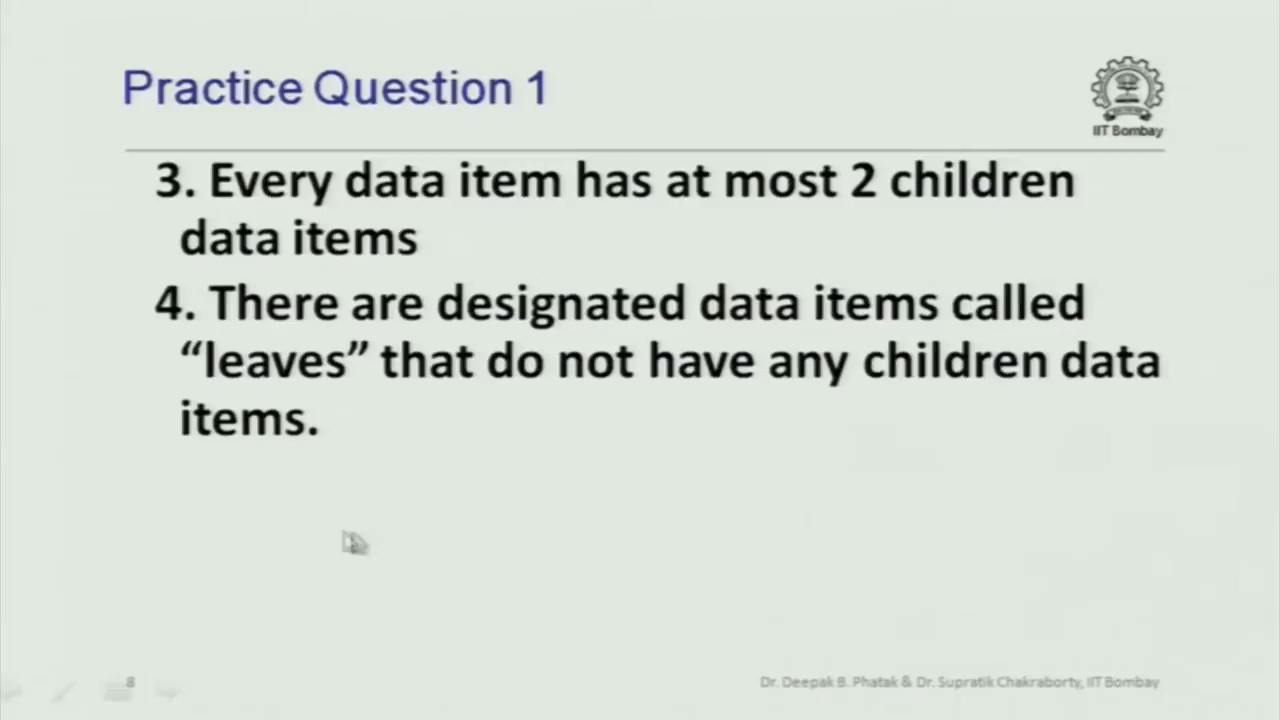 Practice Question 1
IIT Bombay
3. Every data item has at most 2 children
data items
4. There are designated data items called
“leaves” that do not have any children data
items.
8
Dr. Deepak B. Phatak & Dr. Supratik Chakraborty, IIT Bombay